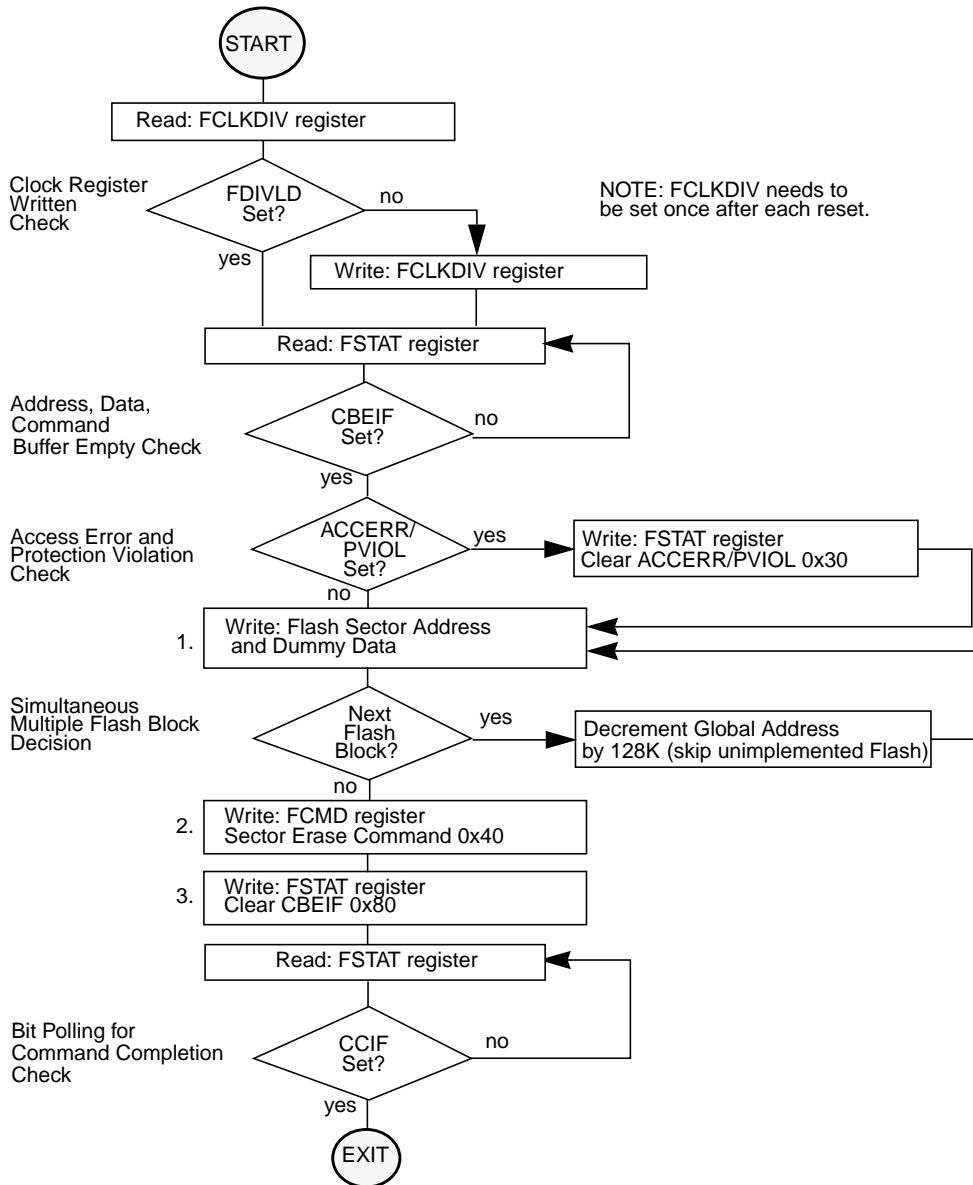 START
Read: FCLKDIV register
Clock Register
Written
Check
FDIVLD
Set?
no
yes
NOTE: FCLKDIV needs to
be set once after each reset.
Write: FCLKDIV register
Read: FSTAT register
Address, Data,
Command
Buffer Empty Check
CBEIF
Set?
no
yes
Access Error and
Protection Violation
Check
ACCERR/
PVIOL
Set?
yes
no
Write: FSTAT register
Clear ACCERR/PVIOL 0x30
1.
Write: Flash Sector Address
and Dummy Data
Simultaneous
Multiple Flash Block
Decision
Next
Flash
Block?
yes
no
Decrement Global Address
by 128K (skip unimplemented Flash)
2.
Write: FCMD register
Sector Erase Command 0x40
3.
Write: FSTAT register
Clear CBEIF 0x80
Read: FSTAT register
Bit Polling for
Command Completion
Check
CCIF
Set?
no
yes
EXIT